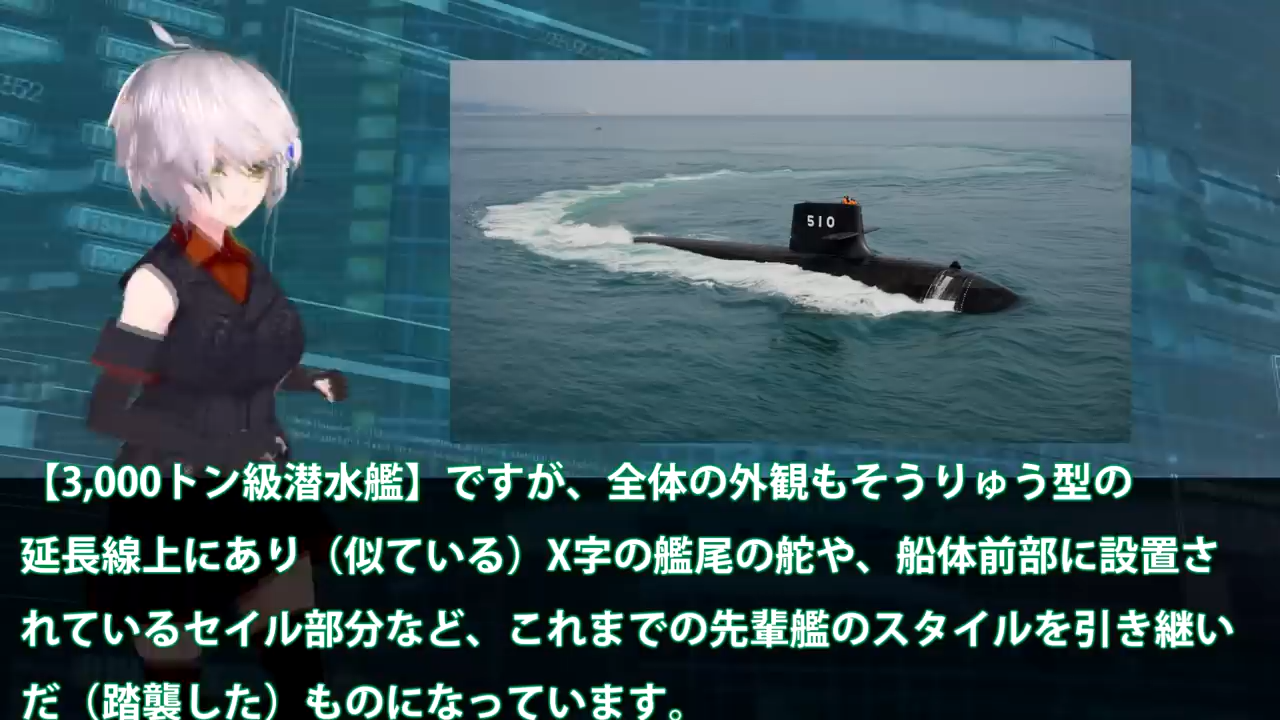 510
【3,000トン級潜水艦】ですが、全体の外観もそうりゅう型の
延長線上にあり（似ている）X字の艦尾の舵や、船体前部に設置さ
れているセイル部分など、これまでの先輩艦のスタイルを引き継い
だ（踏襲した）ものになっています。